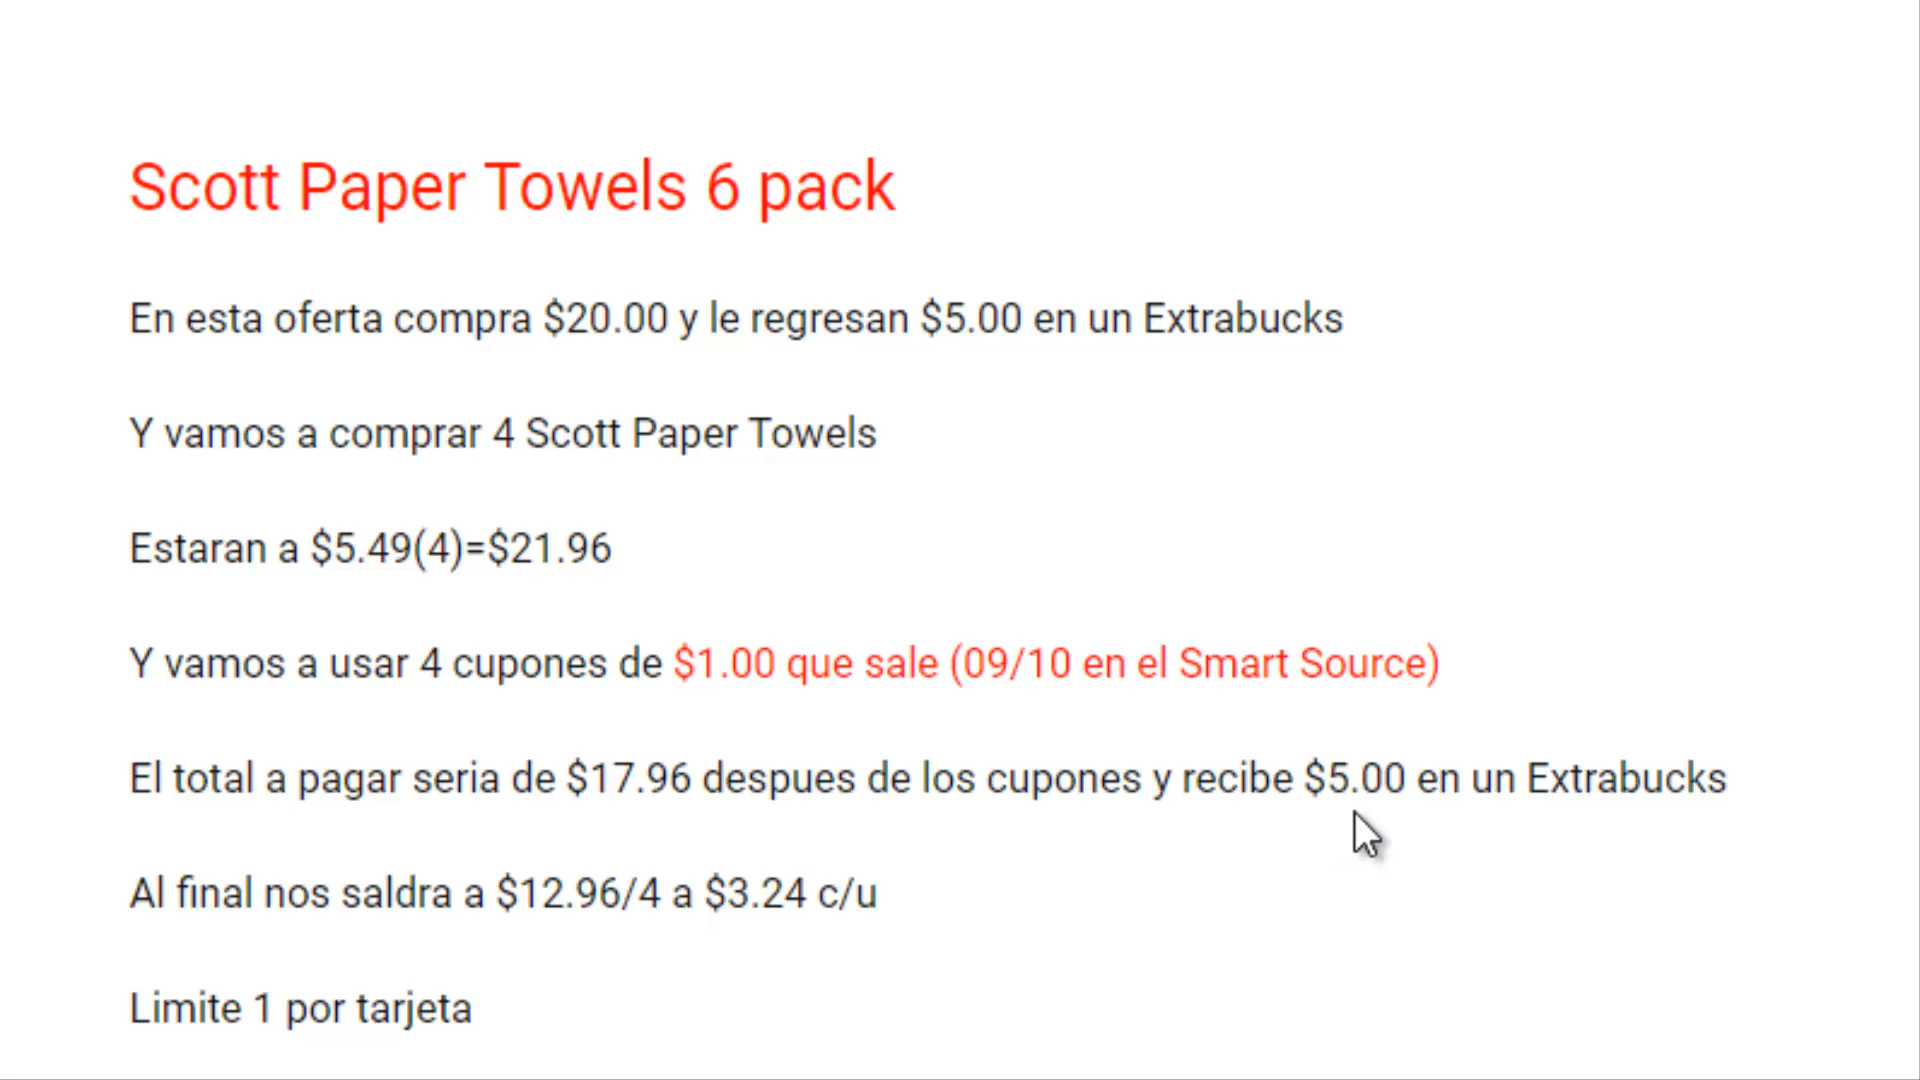 Scott Paper Towels 6 pack
En esta oferta compra $20.00 y le regresan $5.00 en un Extrabucks
Y vamos a comprar 4 Scott Paper Towels
Estaran a $5.49(4)=$21.96
Y vamos a usar 4 cupones de $1.00 que sale (09/10 en el Smart Source)
El total a pagar seria de $17.96 despues de los cupones y recibe $5.00 en un Extrabucks
Al final nos saldra a $12.96/4 a $3.24 c/u
Limite 1 por tarjeta